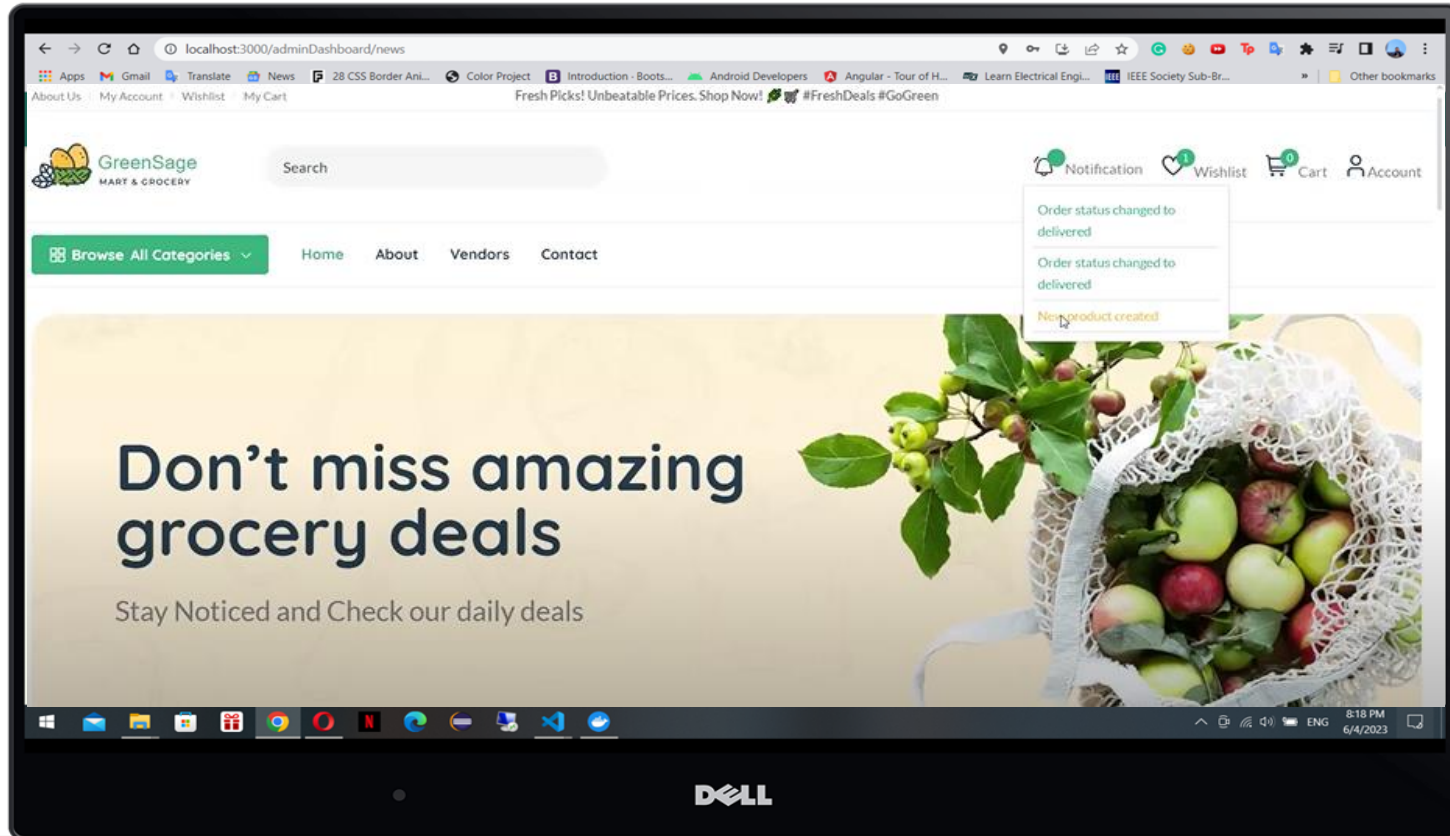 localhost:3000/adminDashboard/news
Apps Gmail Translate News 28 CSS Border Ani... Color Project Introduction - Boots... Android Developers Angular - Tour of H... Learn Electrical Engi... IEEE Society Sub-Br... » Other bookmarks
About Us My Account Wishlist My Cart Fresh Picks! Unbeatable Prices. Shop Now! #FreshDeals #GoGreen
GreenSage
MART & GROCERY
Search
Notification 1 Wishlist 0 Cart Account
Order status changed to
delivered
Order status changed to
delivered
New product created
Browse All Categories Home About Vendors Contact
Don't miss amazing
grocery deals
Stay Noticed and Check our daily deals
ENG 8:18 PM
6/4/2023
DELL